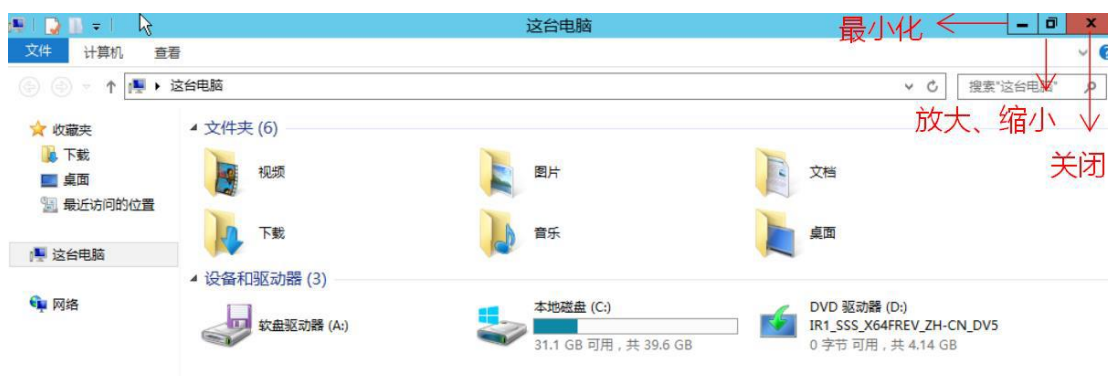 这台电脑
最小化
文件 计算机 查看
这台电脑
搜索"这台电脑"
放大、缩小
关闭
收藏夹
下载
桌面
最近访问的位置
这台电脑
网络
文件夹 (6)
视频 图片 文档
下载 音乐 桌面
设备和驱动器 (3)
软盘驱动器 (A:)
本地磁盘 (C:)
31.1 GB 可用，共 39.6 GB
DVD 驱动器 (D:)
IR1_SSS_X64FREV_ZH-CN_DV5
0 字节 可用，共 4.14 GB